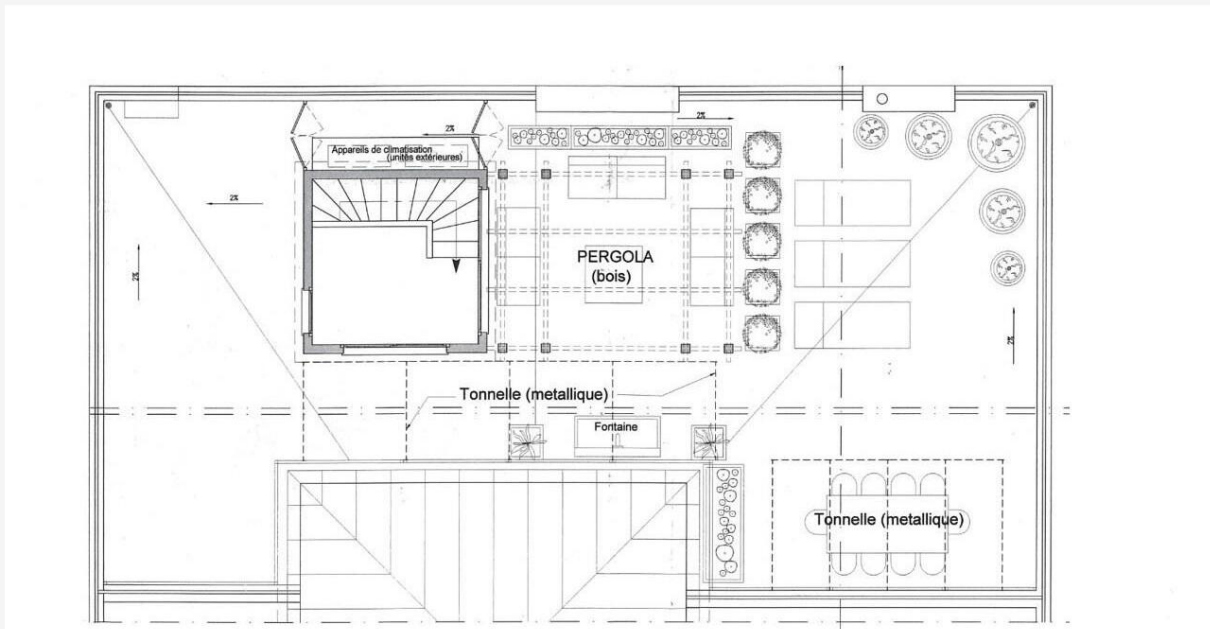 2%
2%
Appareils de climatisation
(unités extérieures)
2%
2%
PERGOLA
(bois)
2%
Tonnelle (metallique)
Fontaine
Tonnelle (metallique)